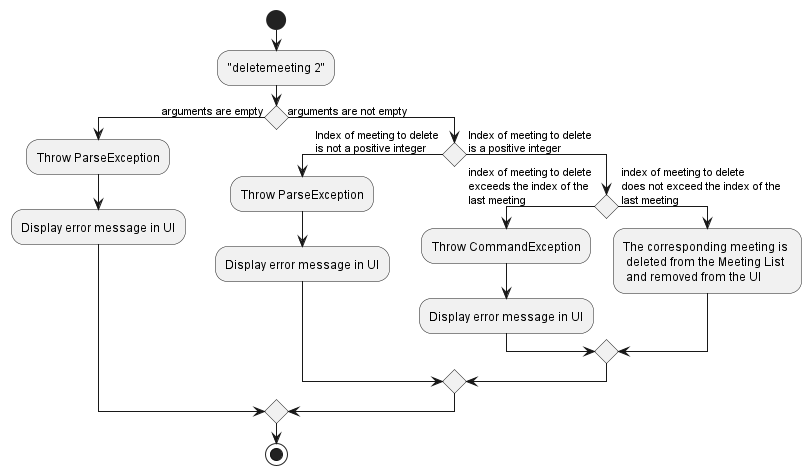 "deletemeeting 2"
arguments are empty
arguments are not empty
Throw ParseException
Display error message in UI
Index of meeting to delete
is not a positive integer
Index of meeting to delete
is a positive integer
Throw ParseException
Display error message in UI
index of meeting to delete
exceeds the index of the
last meeting
index of meeting to delete
does not exceed the index of the
last meeting
Throw CommandException
Display error message in UI
The corresponding meeting is
deleted from the Meeting List
and removed from the UI